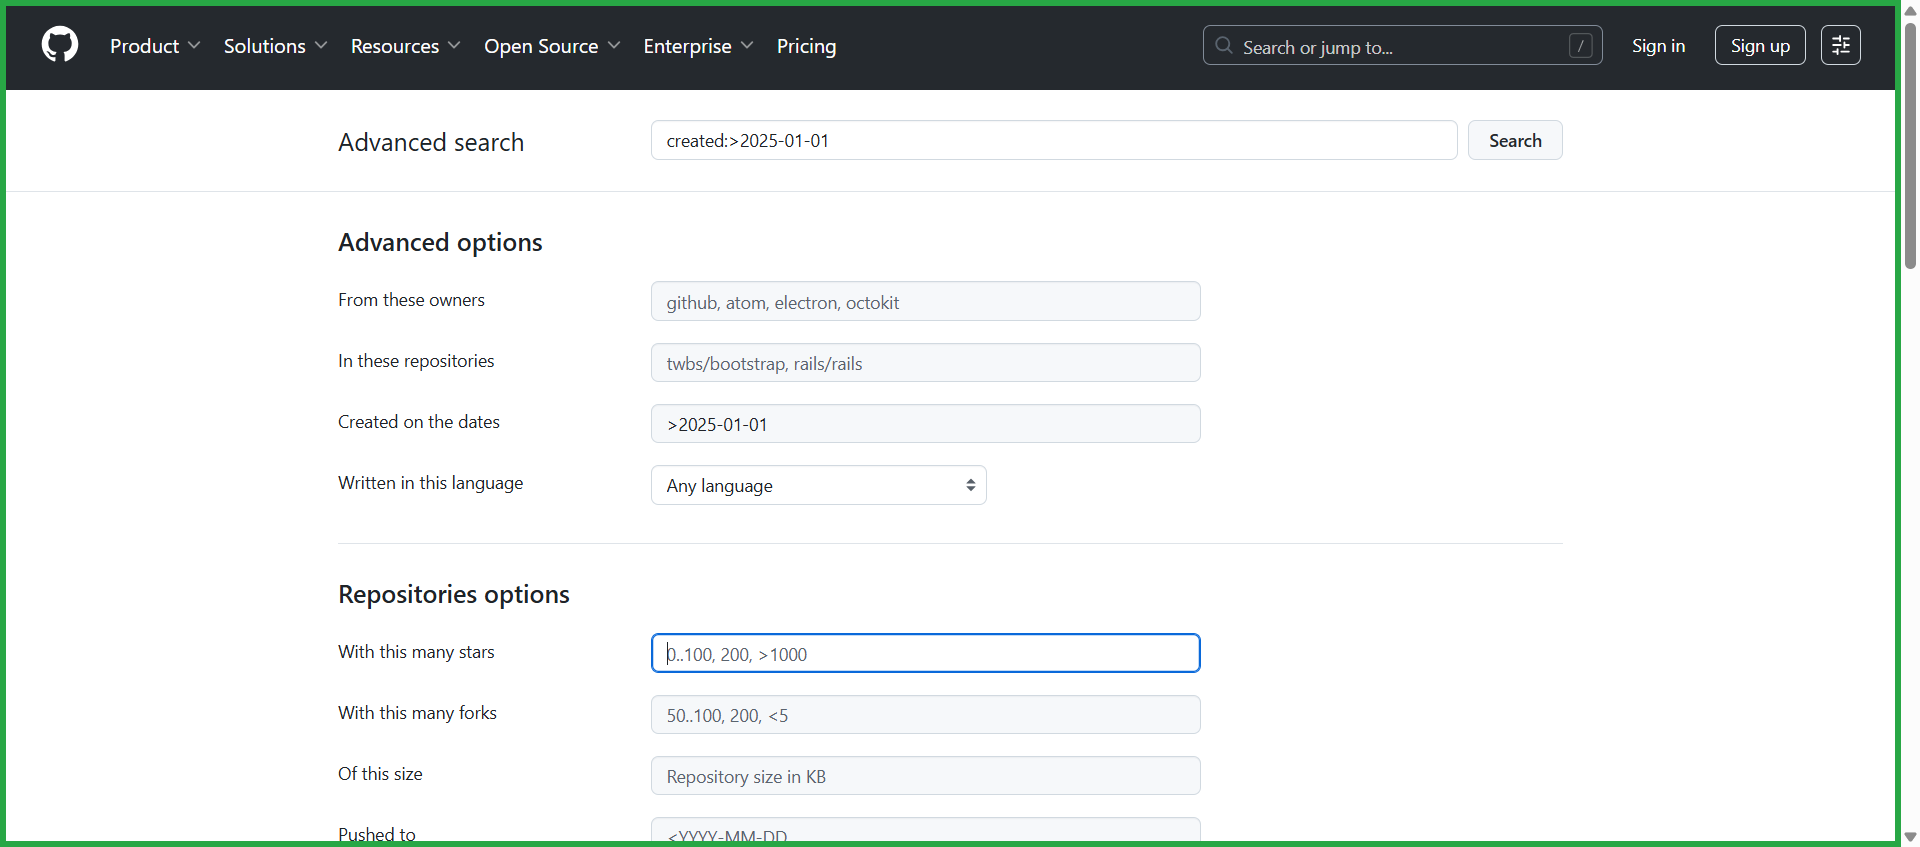 Product Solutions Resources Open Source Enterprise Pricing Search or jump to... / Sign in Sign up
Advanced search created:>2025-01-01 Search
Advanced options
From these owners github, atom, electron, octokit
In these repositories twbs/bootstrap, rails/rails
Created on the dates >2025-01-01
Written in this language Any language
Repositories options
With this many stars 0..100, 200, >1000
With this many forks 50..100, 200, <5
Of this size Repository size in KB
Pushed to <YYYY-MM-DD